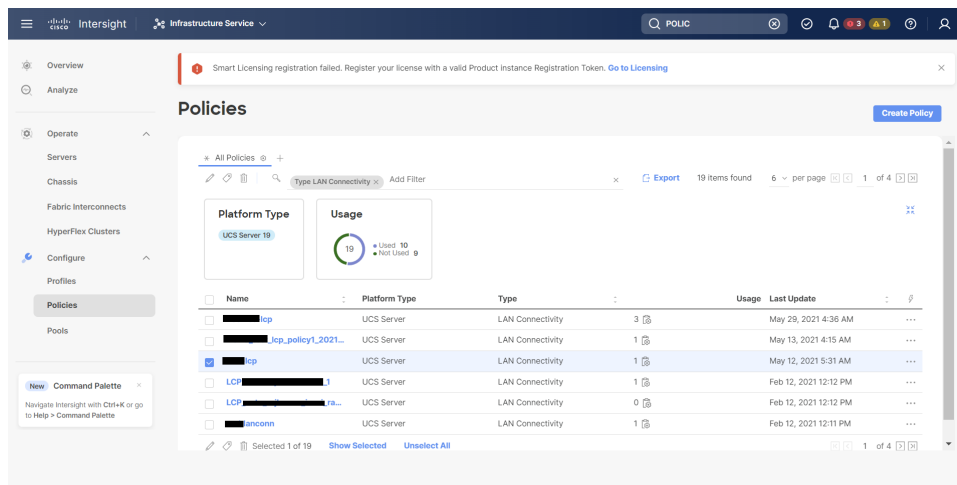 cisco Intersight Infrastructure Service POLIC 3 1
Overview
Analyze
Operate
Servers
Chassis
Fabric Interconnects
HyperFlex Clusters
Configure
Profiles
Policies
Pools
New Command Palette ×
Navigate Intersight with Ctrl+K or go
to Help > Command Palette
Smart Licensing registration failed. Register your license with a valid Product instance Registration Token. Go to Licensing ×
Policies
Create Policy
All Policies +
Type LAN Connectivity × Add Filter × Export 19 items found 6 per page 1 of 4
Platform Type
UCS Server 19
Usage
19
Used 10
Not Used 9
Name Platform Type Type Usage Last Update
lcp UCS Server LAN Connectivity 3 May 29, 2021 4:36 AM ...
_lcp_policy1_2021... UCS Server LAN Connectivity 1 May 13, 2021 4:15 AM ...
lcp UCS Server LAN Connectivity 1 May 12, 2021 5:31 AM ...
LCP _1 UCS Server LAN Connectivity 1 Feb 12, 2021 12:12 PM ...
LCP _ra... UCS Server LAN Connectivity 0 Feb 12, 2021 12:12 PM ...
lanconn UCS Server LAN Connectivity 1 Feb 12, 2021 12:11 PM ...
Selected 1 of 19 Show Selected Unselect All 1 of 4